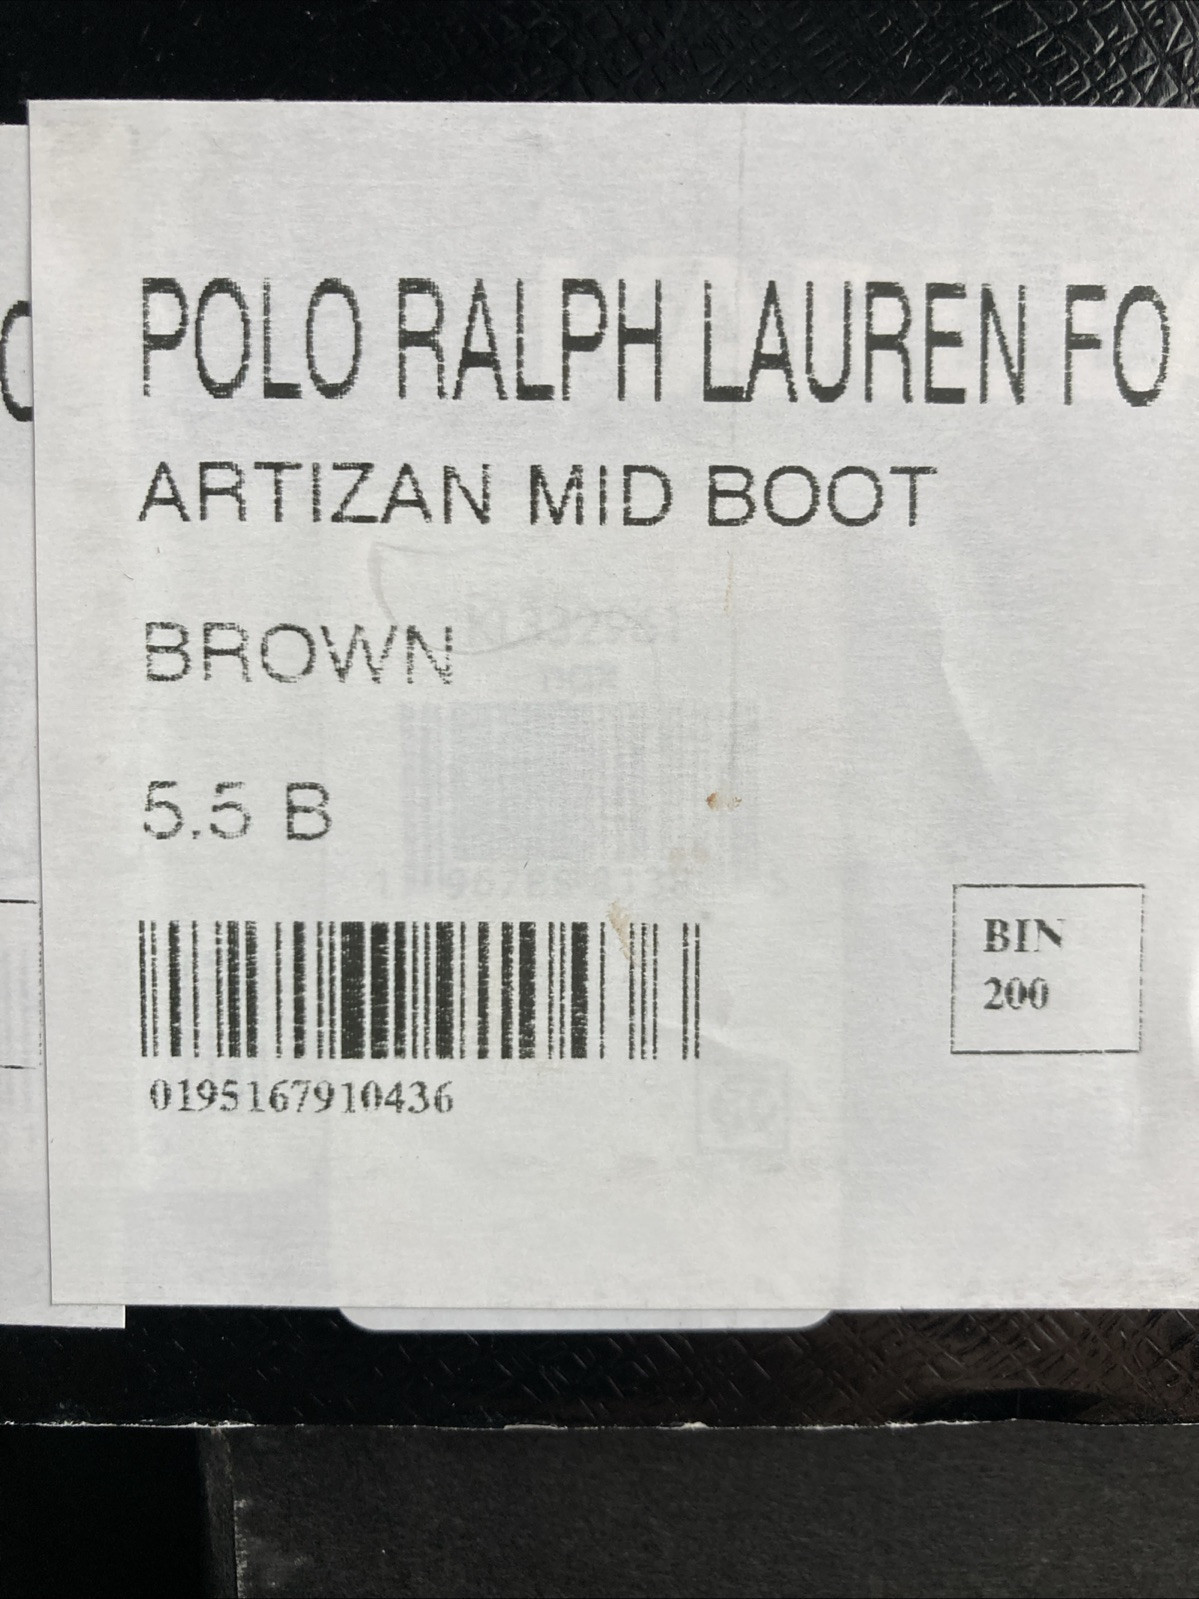 POLO RALPH LAUREN FO
ARTIZAN MID BOOT
BROWN
5.5 B
0195167910436
BIN
200